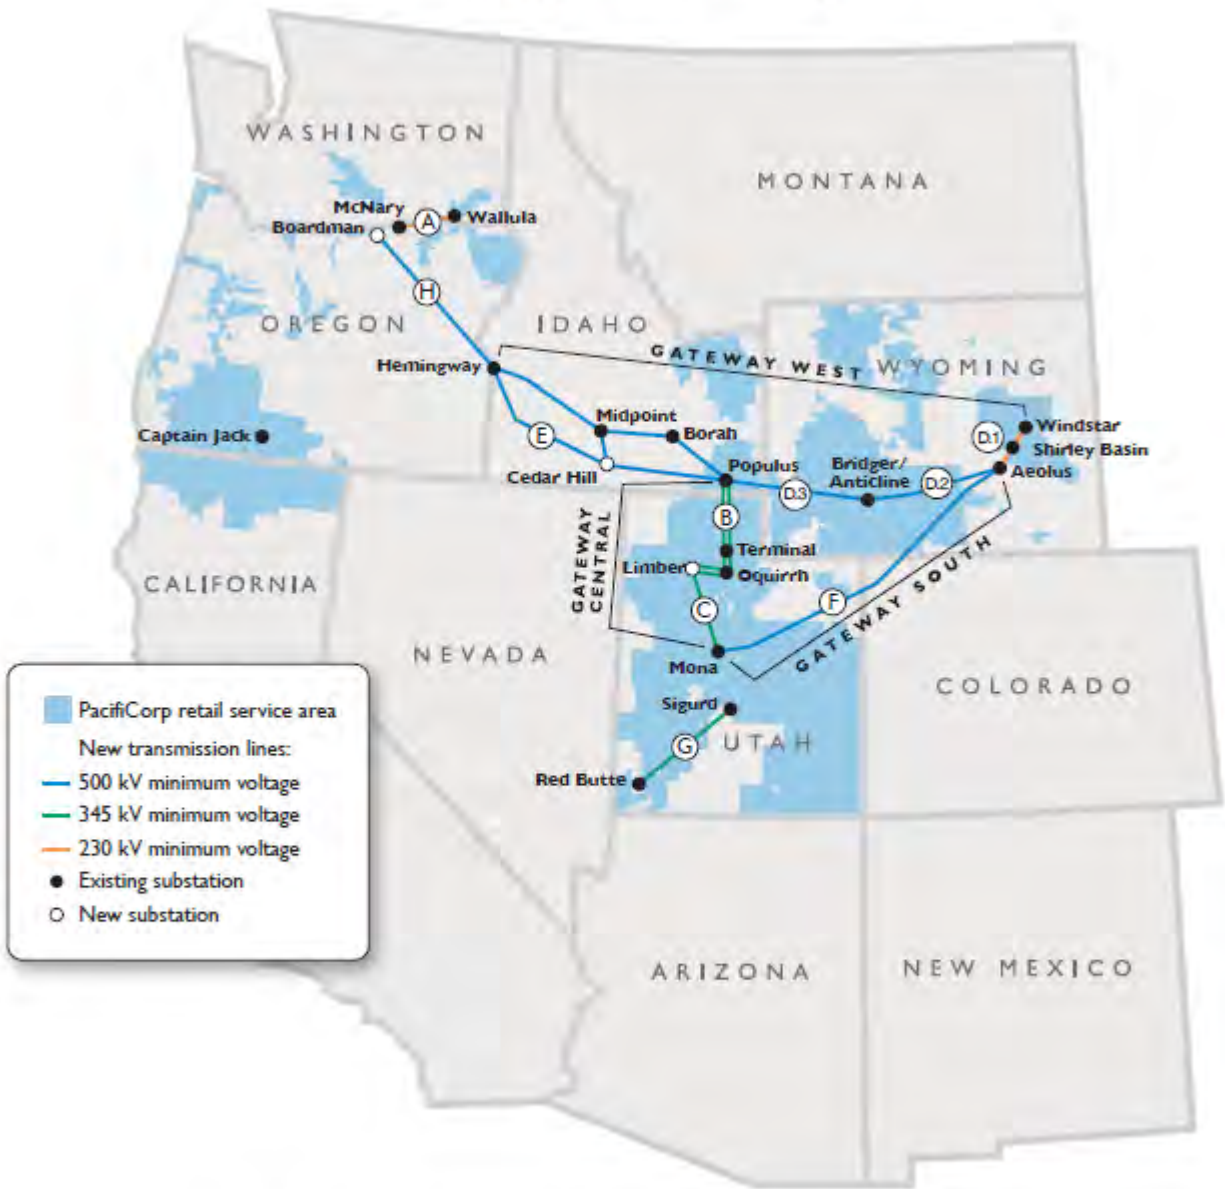 WASHINGTON
MONTANA
McNary
A
Wallula
Boardman
H
OREGON
IDAHO
GATEWAY WEST
WYOMING
Hemingway
Midpoint
Borah
E
Captain Jack
Cedar Hill
Populus
Bridger/
Anticline
D.3
D.2
D.1
Windstar
Shirley Basin
Aeolus
B
GATEWAY
CENTRAL
Terminal
Limber
Oquirrh
CALIFORNIA
C
F
GATEWAY SOUTH
NEVADA
Mona
COLORADO
Sigurd
G
UTAH
Red Butte
PacifiCorp retail service area
New transmission lines:
500 kV minimum voltage
345 kV minimum voltage
230 kV minimum voltage
Existing substation
New substation
ARIZONA
NEW MEXICO